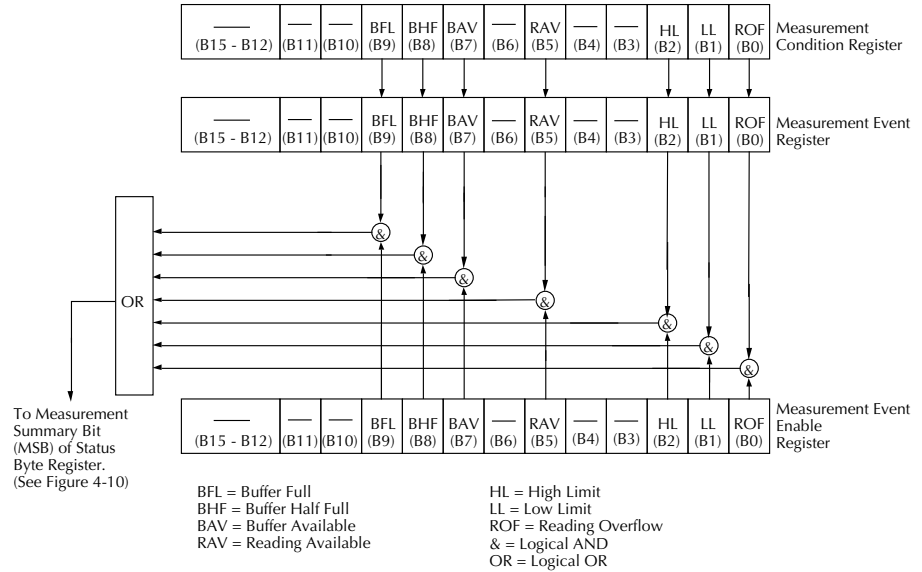 BFL BHF BAV RAV HL LL ROF
(B15 - B12) (B11) (B10) (B9) (B8) (B7) (B6) (B5) (B4) (B3) (B2) (B1) (B0)
Measurement
Condition Register
BFL BHF BAV RAV HL LL ROF
(B15 - B12) (B11) (B10) (B9) (B8) (B7) (B6) (B5) (B4) (B3) (B2) (B1) (B0)
Measurement Event
Register
&
&
&
&
&
&
&
OR
To Measurement
Summary Bit
(MSB) of Status
Byte Register.
(See Figure 4-10)
BFL BHF BAV RAV HL LL ROF
(B15 - B12) (B11) (B10) (B9) (B8) (B7) (B6) (B5) (B4) (B3) (B2) (B1) (B0)
Measurement Event
Enable
Register
BFL = Buffer Full
BHF = Buffer Half Full
BAV = Buffer Available
RAV = Reading Available
HL = High Limit
LL = Low Limit
ROF = Reading Overflow
& = Logical AND
OR = Logical OR